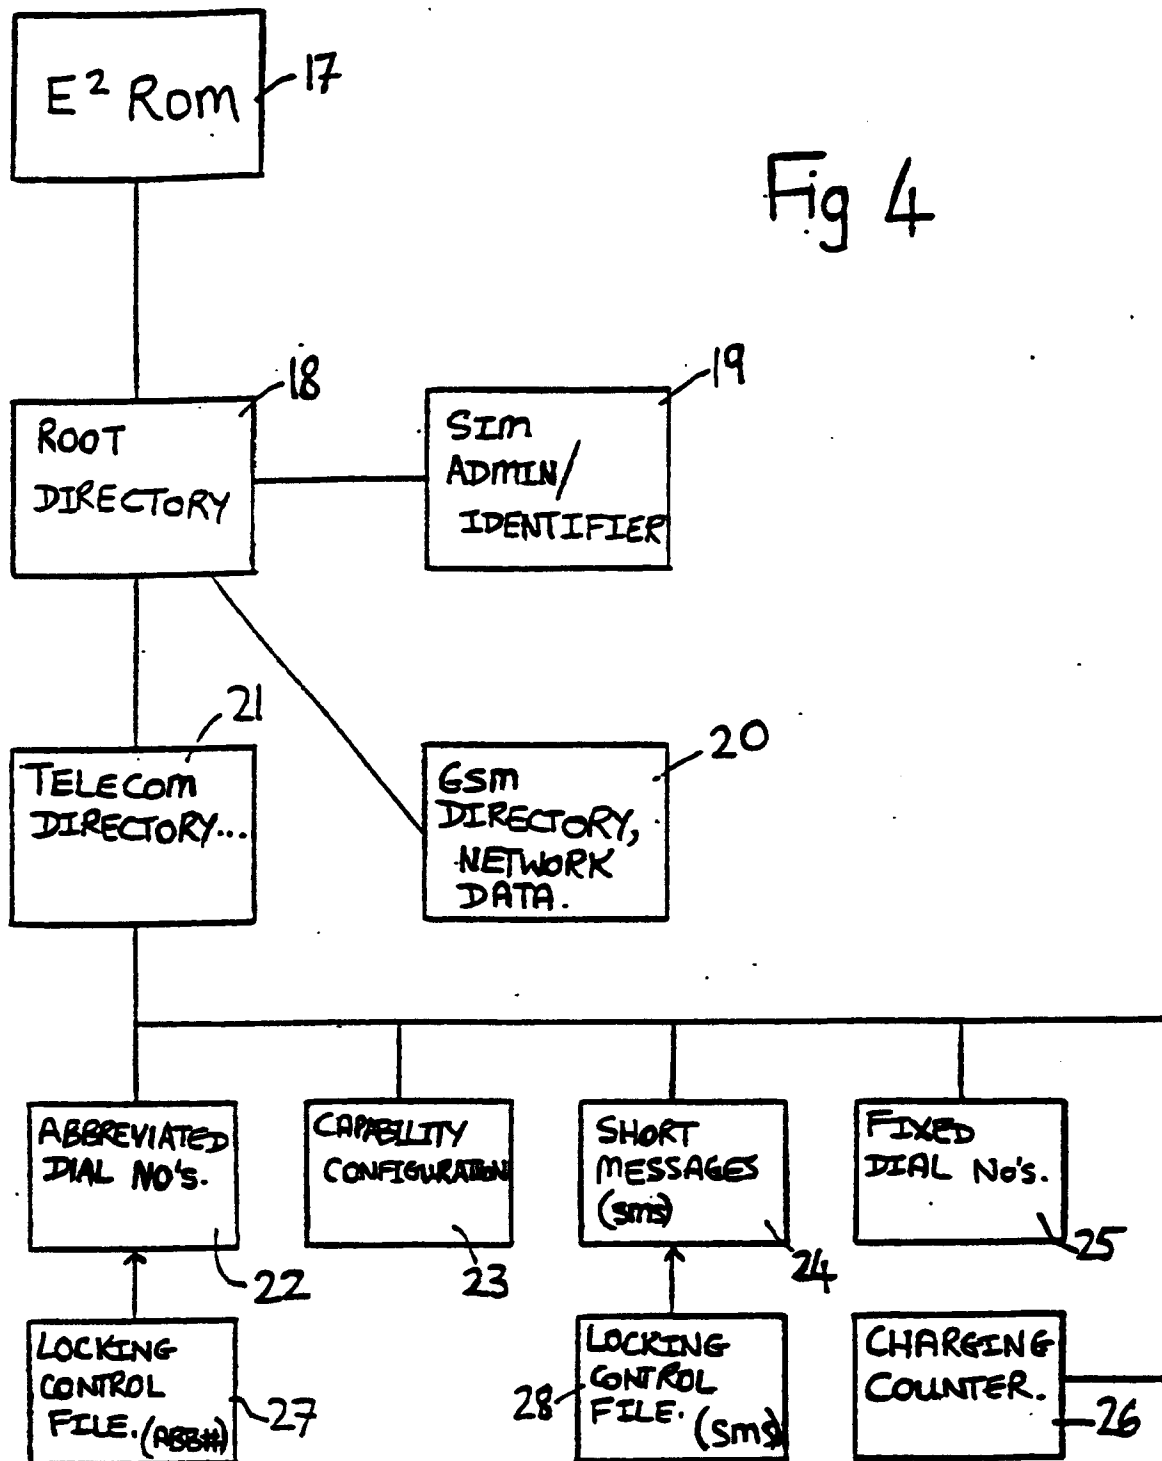 E² Rom
17
Fig 4
18
19
ROOT
DIRECTORY
SIM
ADMIN/
IDENTIFIER
21
20
TELECOM
DIRECTORY...
GSM
DIRECTORY,
NETWORK
DATA.
ABBREVIATED
DIAL NO's.
22
CAPABILITY
CONFIGURATION
23
SHORT
MESSAGES
(SMS)
24
FIXED
DIAL No's.
25
LOCKING
CONTROL
FILE. (ABB#)
27
28
LOCKING
CONTROL
FILE. (SMS)
CHARGING
COUNTER.
26